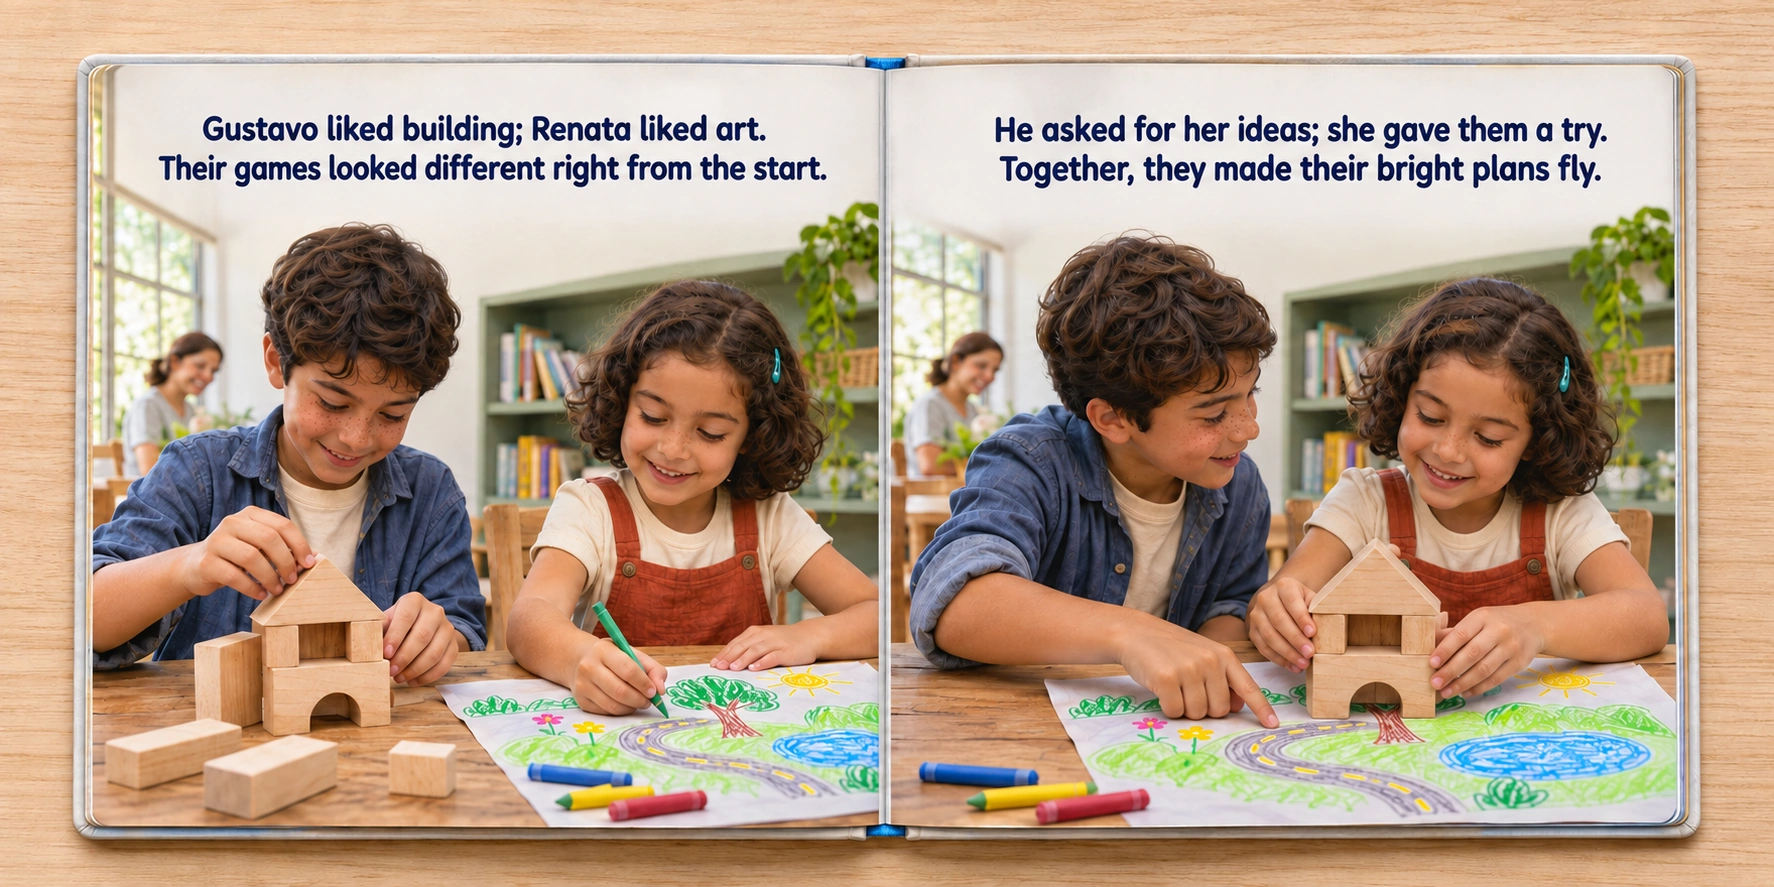 Gustavo liked building; Renata liked art.
Their games looked different right from the start.
He asked for her ideas; she gave them a try.
Together, they made their bright plans fly.